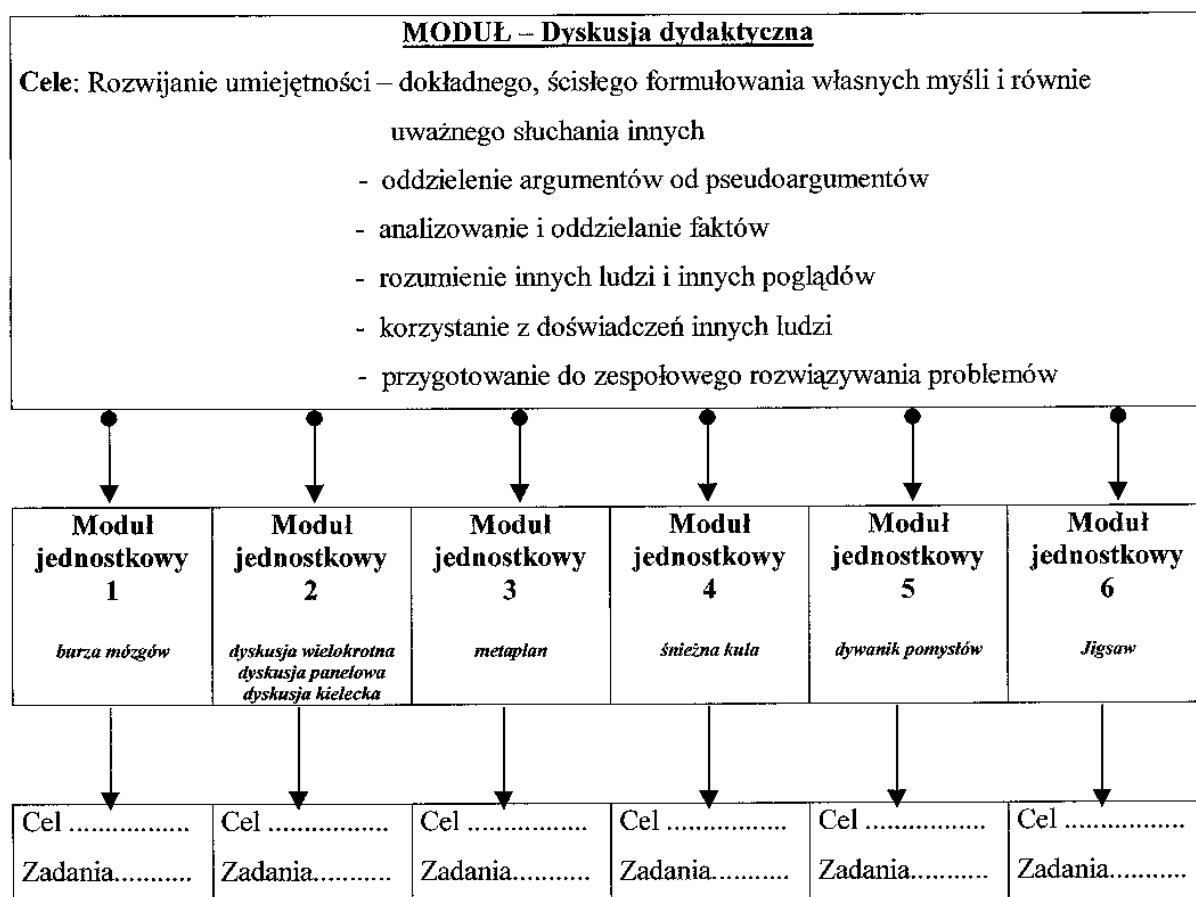 MODUŁ – Dyskusja dydaktyczna
Cele: Rozwijanie umiejętności – dokładnego, ścisłego formułowania własnych myśli i równie
uważnego słuchania innych
- oddzielenie argumentów od pseudoargumentów
- analizowanie i oddzielanie faktów
- rozumienie innych ludzi i innych poglądów
- korzystanie z doświadczeń innych ludzi
- przygotowanie do zespołowego rozwiązywania problemów
Moduł
jednostkowy
1
burza mózgów
Moduł
jednostkowy
2
dyskusja wielokrotna
dyskusja panelowa
dyskusja kielecka
Moduł
jednostkowy
3
metaplan
Moduł
jednostkowy
4
śnieżna kula
Moduł
jednostkowy
5
dywanik pomysłów
Moduł
jednostkowy
6
Jigsaw
Cel .................
Zadania...........
Cel .................
Zadania...........
Cel .................
Zadania...........
Cel .................
Zadania...........
Cel .................
Zadania...........
Cel .................
Zadania...........